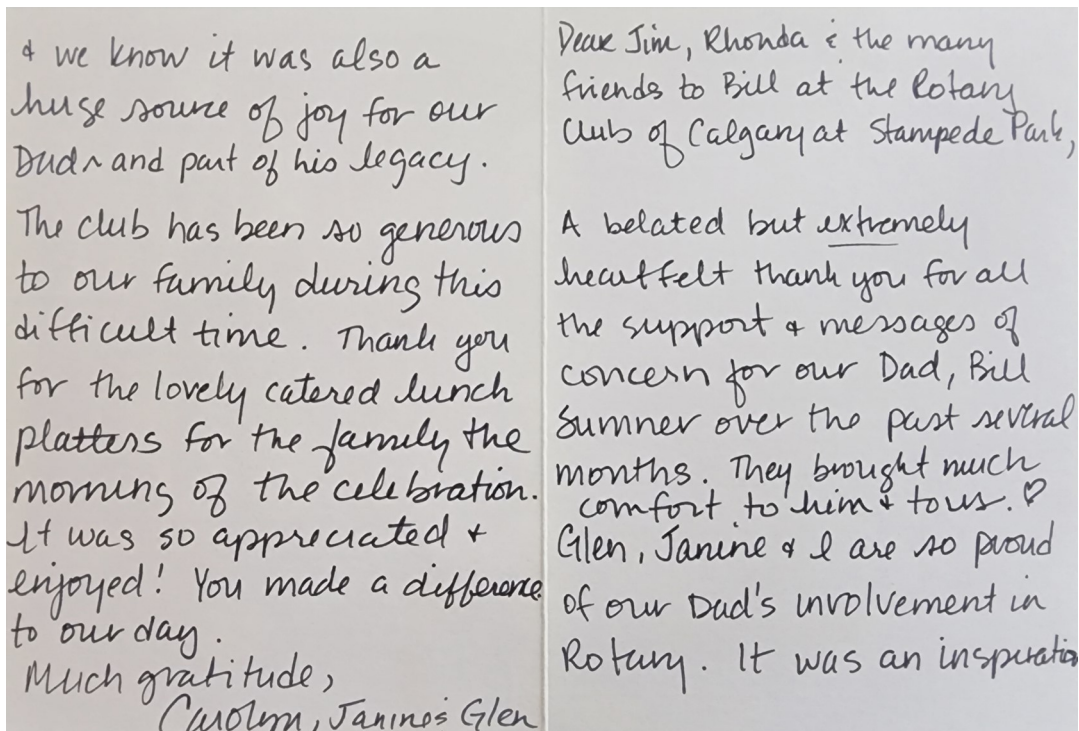 Dear Jim, Rhonda & the many
friends to Bill at the Rotary
Club of Calgary at Stampede Park,
A belated but extremely
heartfelt thank you for all
the support & messages of
concern for our Dad, Bill
Sumner over the past several
months. They brought much
comfort to him & to us. ♡
Glen, Janine & I are so proud
of our Dad's involvement in
Rotary. It was an inspiration
& we know it was also a
huge source of joy for our
Dad ~ and part of his legacy.
The club has been so generous
to our family during this
difficult time. Thank you
for the lovely catered lunch
platters for the family the
morning of the celebration.
It was so appreciated &
enjoyed! You made a difference
to our day.
Much gratitude,
Carolyn, Janine & Glen